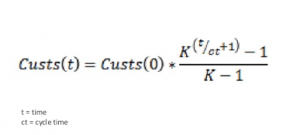 Custs(t) = Custs(0) * (K^(t/ct+1) − 1)/(K − 1)
t = time
ct = cycle time